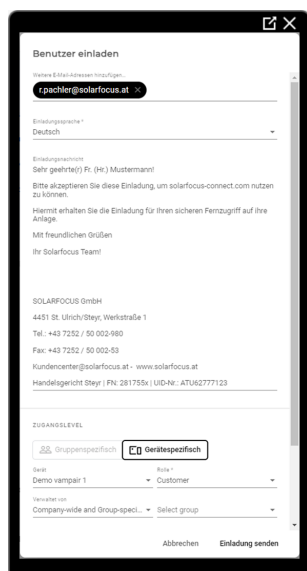 Benutzer einladen
Weitere E-Mail-Adressen hinzufügen...
r.pachler@solarfocus.at ×
Einladungssprache *
Deutsch
Einladungsnachricht
Sehr geehrte(r) Fr. (Hr.) Mustermann!
Bitte akzeptieren Sie diese Einladung, um solarfocus-connect.com nutzen
zu können.
Hiermit erhalten Sie die Einladung für Ihren sicheren Fernzugriff auf ihre
Anlage.
Mit freundlichen Grüßen
Ihr Solarfocus Team!
SOLARFOCUS GmbH
4451 St. Ulrich/Steyr, Werkstraße 1
Tel.: +43 7252 / 50 002-980
Fax: +43 7252 / 50 002-53
Kundencenter@solarfocus.at - www.solarfocus.at
Handelsgericht Steyr | FN: 281755x | UID-Nr.: ATU62777123
ZUGANGSLEVEL
Gruppenspezifisch Gerätespezifisch
Gerät Rolle *
Demo vampair 1 Customer
Verwaltet von
Company-wide and Group-speci... Select group
Abbrechen Einladung senden